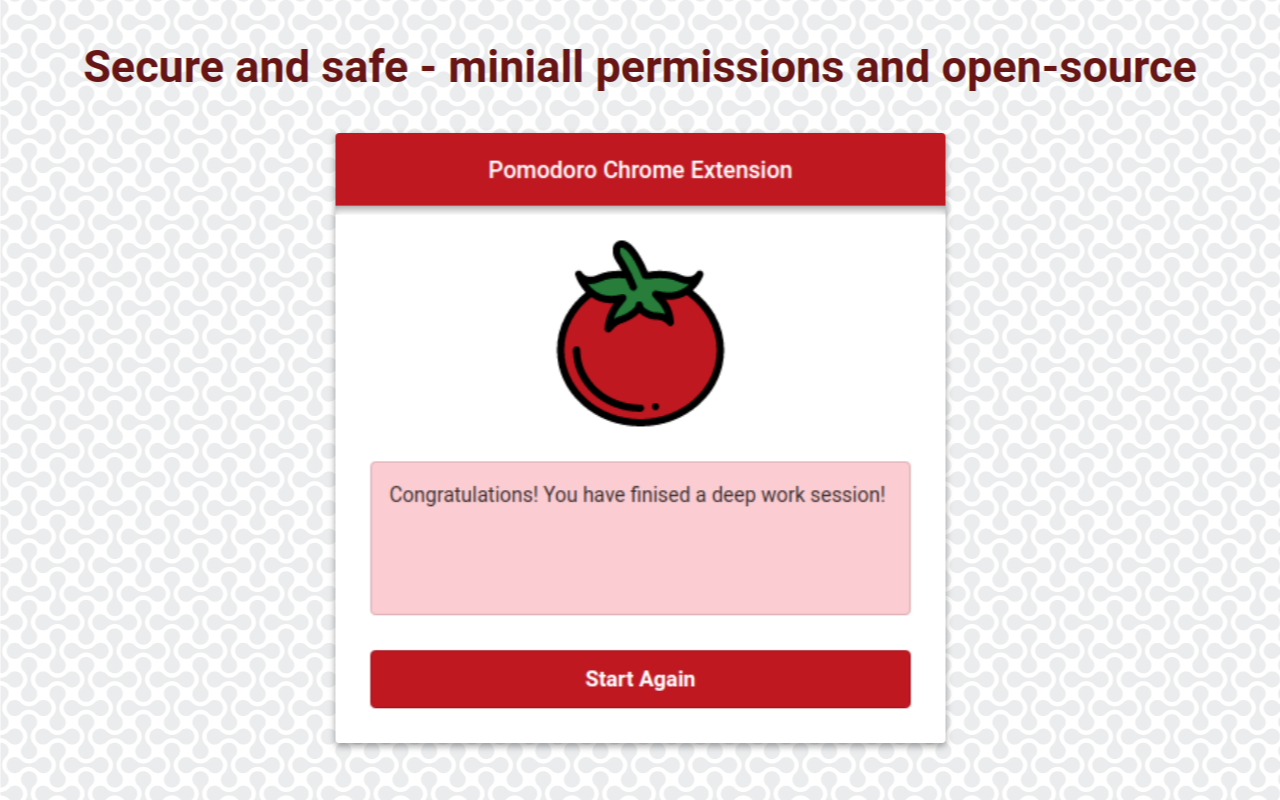 Secure and safe - miniall permissions and open-source
Pomodoro Chrome Extension
Congratulations! You have finised a deep work session!
Start Again